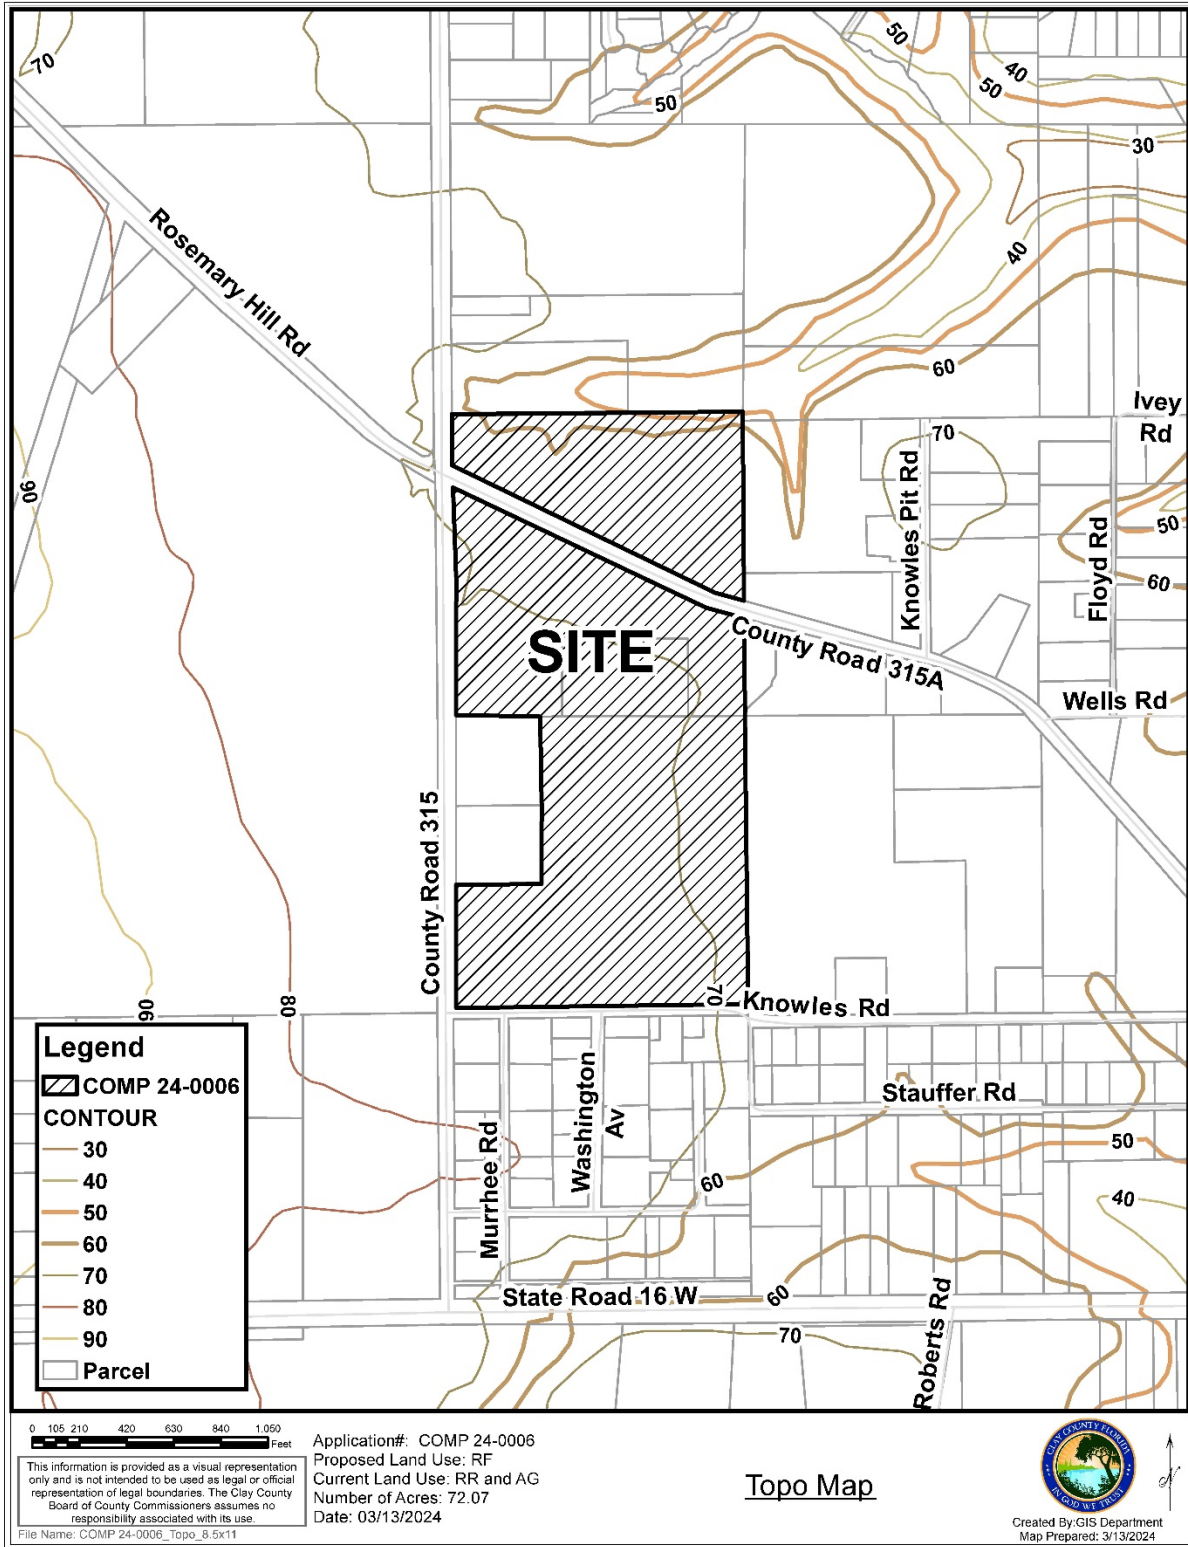 70
50
50
40
50
30
Rosemary Hill Rd
40
60
Ivey
Rd
70
90
Knowles Pit Rd
Floyd Rd
50
60
SITE
County Road 315A
Wells Rd
County Road 315
70
Knowles Rd
90
80
Legend
COMP 24-0006
CONTOUR
30
40
50
60
70
80
90
Parcel
Stauffer Rd
Washington
Av
Murrhee Rd
50
60
40
State Road 16 W
60
70
Roberts Rd
0 105 210 420 630 840 1,050
Feet
This information is provided as a visual representation
only and is not intended to be used as legal or official
representation of legal boundaries. The Clay County
Board of County Commissioners assumes no
responsibility associated with its use.
File Name: COMP 24-0006_Topo_8.5x11
Application#: COMP 24-0006
Proposed Land Use: RF
Current Land Use: RR and AG
Number of Acres: 72.07
Date: 03/13/2024
Topo Map
CLAY COUNTY FLORIDA
IN GOD WE TRUST
N
Created By:GIS Department
Map Prepared: 3/13/2024